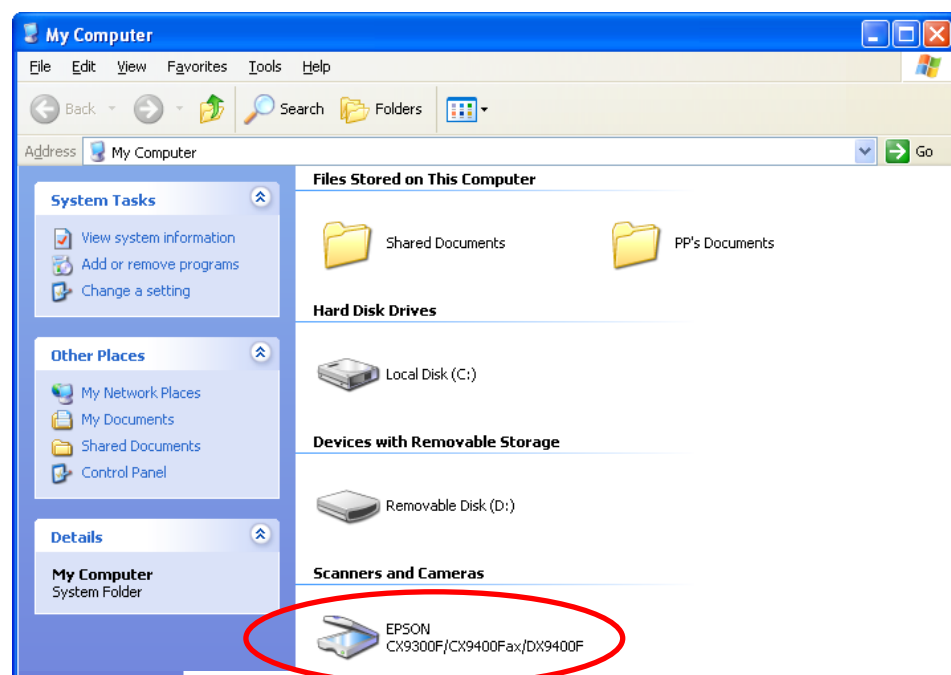 My Computer
File Edit View Favorites Tools Help
Back Search Folders
Address My Computer Go
System Tasks
View system information
Add or remove programs
Change a setting
Other Places
My Network Places
My Documents
Shared Documents
Control Panel
Details
My Computer
System Folder
Files Stored on This Computer
Shared Documents PP's Documents
Hard Disk Drives
Local Disk (C:)
Devices with Removable Storage
Removable Disk (D:)
Scanners and Cameras
EPSON
CX9300F/CX9400Fax/DX9400F